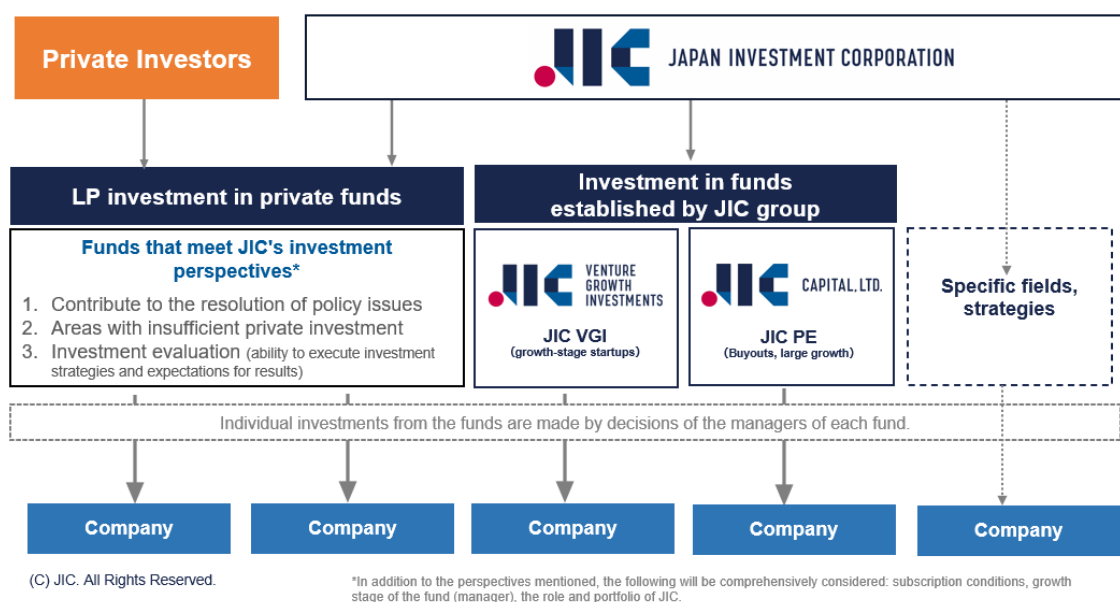 Private Investors
JIC JAPAN INVESTMENT CORPORATION
LP investment in private funds
Investment in funds
established by JIC group
Funds that meet JIC's investment
perspectives*
1. Contribute to the resolution of policy issues
2. Areas with insufficient private investment
3. Investment evaluation (ability to execute investment
strategies and expectations for results)
JIC VENTURE
GROWTH
INVESTMENTS
JIC VGI
(growth-stage startups)
JIC CAPITAL, LTD.
JIC PE
(Buyouts, large growth)
Specific fields,
strategies
Individual investments from the funds are made by decisions of the managers of each fund.
Company
Company
Company
Company
Company
(C) JIC. All Rights Reserved.
*In addition to the perspectives mentioned, the following will be comprehensively considered: subscription conditions, growth
stage of the fund (manager), the role and portfolio of JIC.